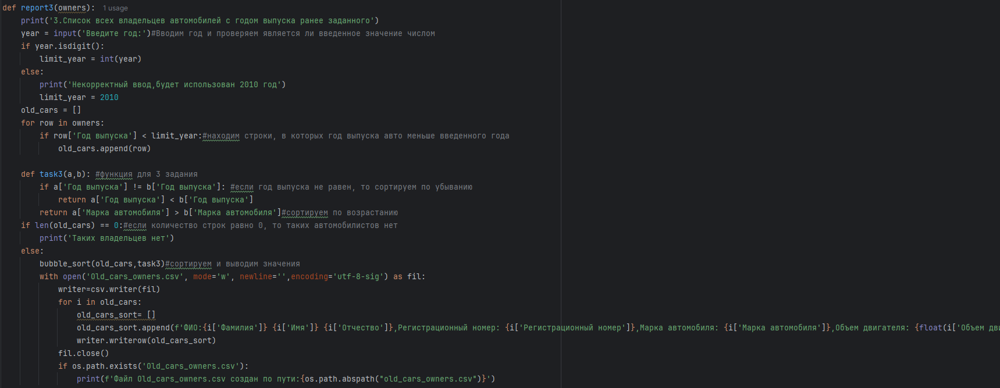 def report3(owners): 1 usage
    print('3.Список всех владельцев автомобилей с годом выпуска ранее заданного')
    year = input('Введите год:')#Вводим год и проверяем является ли введенное значение числом
    if year.isdigit():
        limit_year = int(year)
    else:
        print('Некорректный ввод,будет использован 2010 год')
        limit_year = 2010
    old_cars = []
    for row in owners:
        if row['Год выпуска'] < limit_year:#находим строки, в которых год выпуска авто меньше введенного года
            old_cars.append(row)

    def task3(a,b): #функция для 3 задания
        if a['Год выпуска'] != b['Год выпуска']: #если год выпуска не равен, то сортируем по убыванию
            return a['Год выпуска'] < b['Год выпуска']
        return a['Марка автомобиля'] > b['Марка автомобиля']#сортируем по возрастанию
    if len(old_cars) == 0:#если количество строк равно 0, то таких автомобилистов нет
        print('Таких владельцев нет')
    else:
        bubble_sort(old_cars,task3)#сортируем и выводим значения
        with open('Old_cars_owners.csv', mode='w', newline='',encoding='utf-8-sig') as fil:
            writer=csv.writer(fil)
            for i in old_cars:
                old_cars_sort= []
                old_cars_sort.append(f'ФИО:{i['Фамилия']} {i['Имя']} {i['Отчество']},Регистрационный номер: {i['Регистрационный номер']},Марка автомобиля: {i['Марка автомобиля']},Объем двигателя: {float(i['Объем дви
                writer.writerow(old_cars_sort)
            fil.close()
            if os.path.exists('Old_cars_owners.csv'):
                print(f'Файл Old_cars_owners.csv создан по пути:{os.path.abspath("old_cars_owners.csv")}')